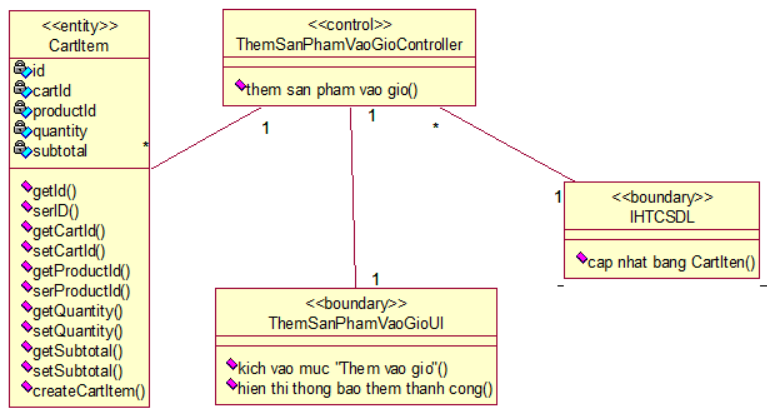 <<entity>>
CartItem
id
cartId
productId
quantity
subtotal
getId()
serID()
getCartId()
setCartId()
getProductId()
serProductId()
getQuantity()
setQuantity()
getSubtotal()
setSubtotal()
createCartItem()
*
<<control>>
ThemSanPhamVaoGioController
them san pham vao gio()
1
1
*
1
<<boundary>>
IHTCSDL
cap nhat bang CartIten()
1
<<boundary>>
ThemSanPhamVaoGioUI
kich vao muc "Them vao gio"()
hien thi thong bao them thanh cong()